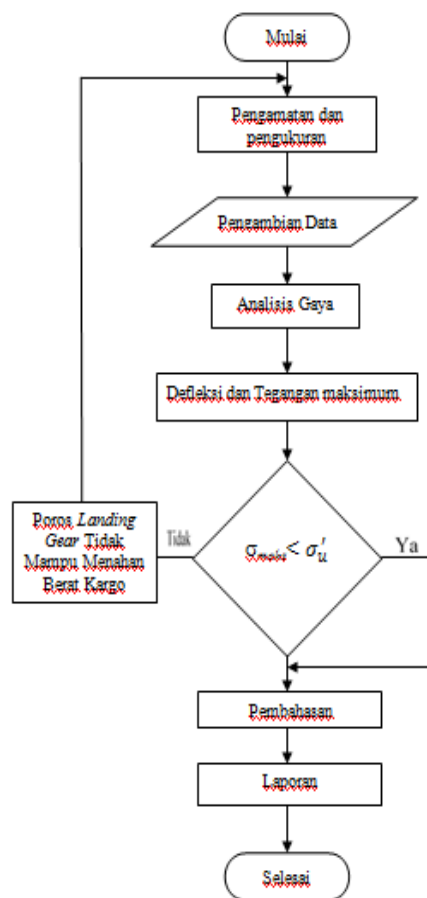 Mulai
Pengamatan dan
pengukuran
Pengambian Data
Analisis Gaya
Defleksi dan Tegangan maksimum
σmaks < σ′u
Tidak
Ya
Poros Landing
Gear Tidak
Mampu Menahan
Berat Kargo
Pembahasan
Laporan
Selesai